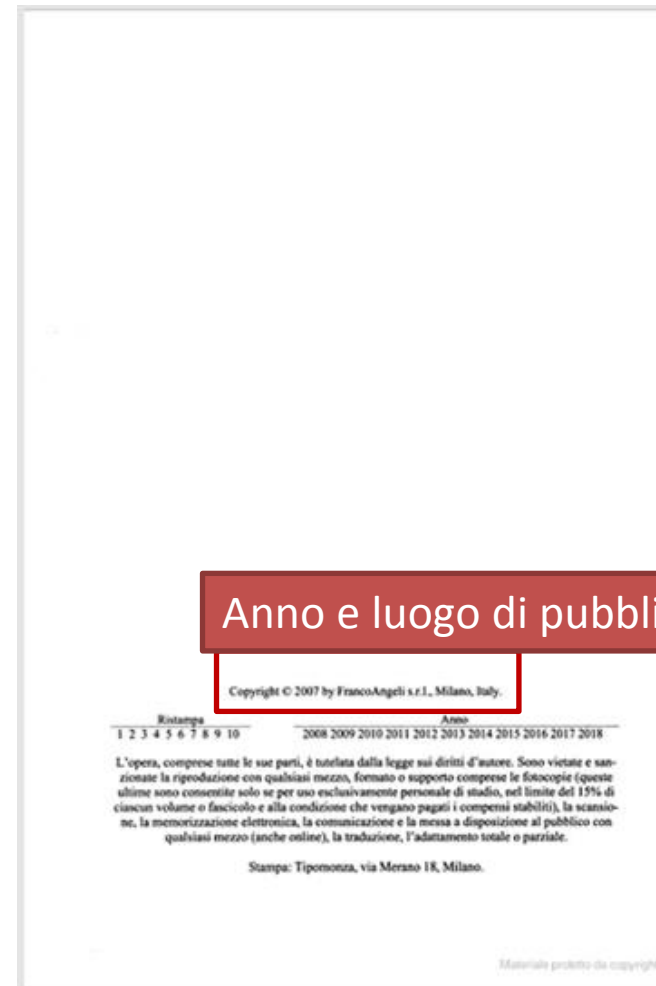 Anno e luogo di pubbli
Copyright © 2007 by FrancoAngeli s.r.l., Milano, Italy.
Ristampa Anno
1 2 3 4 5 6 7 8 9 10 2008 2009 2010 2011 2012 2013 2014 2015 2016 2017 2018
L'opera, comprese tutte le sue parti, è tutelata dalla legge sui diritti d'autore. Sono vietate e san-
zionate la riproduzione con qualsiasi mezzo, formato o supporto comprese le fotocopie (queste
ultime sono consentite solo se per uso esclusivamente personale di studio, nel limite del 15% di
ciascun volume o fascicolo e alla condizione che vengano pagati i compensi stabiliti), la scansio-
ne, la memorizzazione elettronica, la comunicazione e la messa a disposizione al pubblico con
qualsiasi mezzo (anche online), la traduzione, l'adattamento totale o parziale.
Stampa: Tipomonza, via Merano 18, Milano.
Materiale protetto da copyright